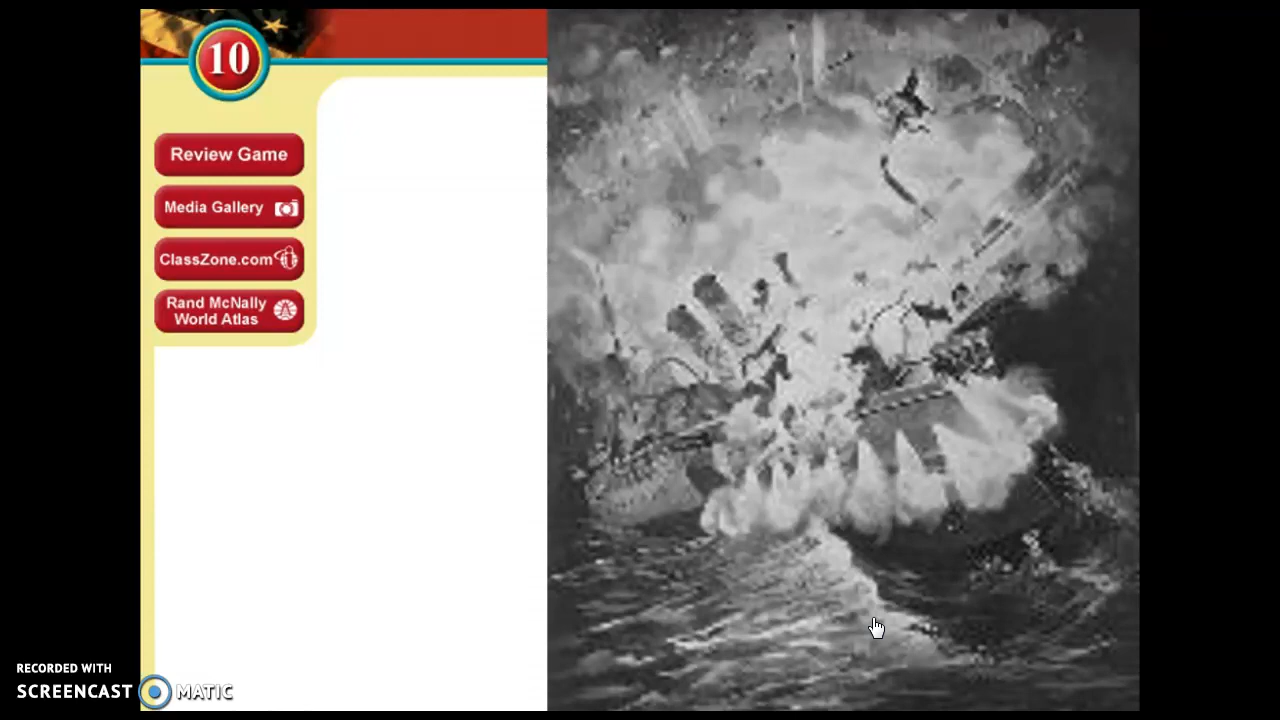 10
Review Game
Media Gallery
ClassZone.com
Rand McNally
World Atlas
RECORDED WITH
SCREENCAST MATIC